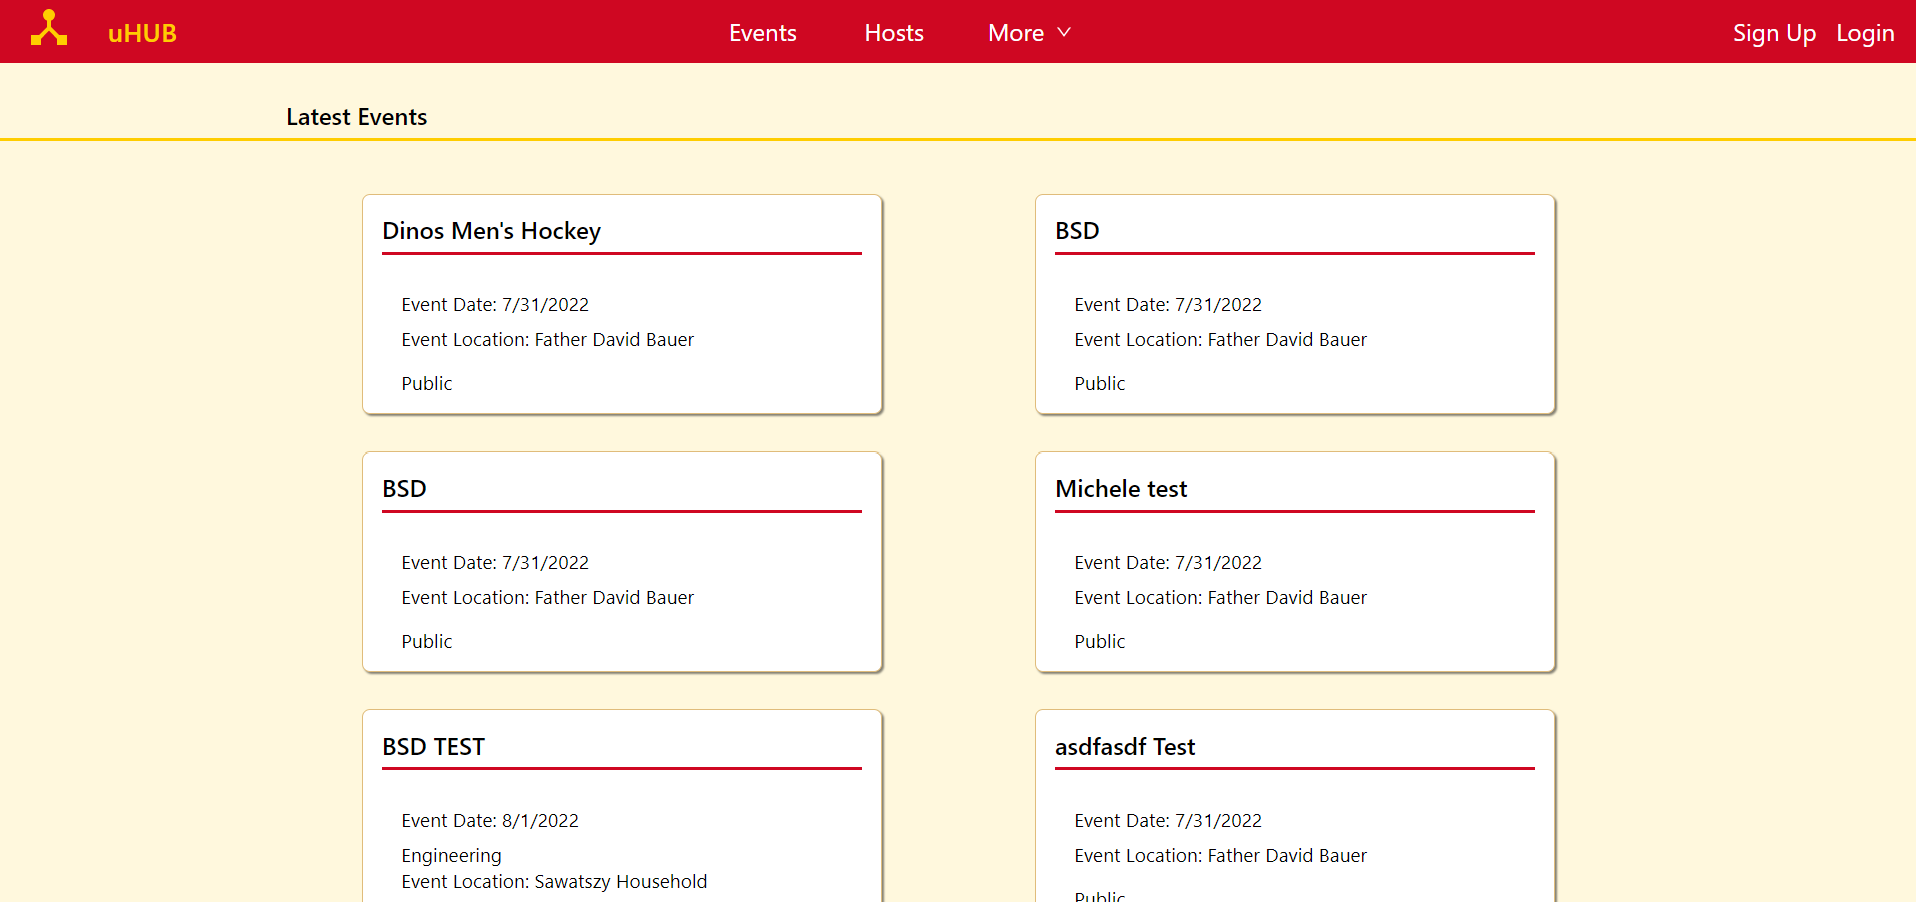 uHUB
Events
Hosts
More
Sign Up
Login
Latest Events
Dinos Men's Hockey
Event Date: 7/31/2022
Event Location: Father David Bauer
Public
BSD
Event Date: 7/31/2022
Event Location: Father David Bauer
Public
BSD
Event Date: 7/31/2022
Event Location: Father David Bauer
Public
Michele test
Event Date: 7/31/2022
Event Location: Father David Bauer
Public
BSD TEST
Event Date: 8/1/2022
Engineering
Event Location: Sawatszy Household
asdfasdf Test
Event Date: 7/31/2022
Event Location: Father David Bauer
Public